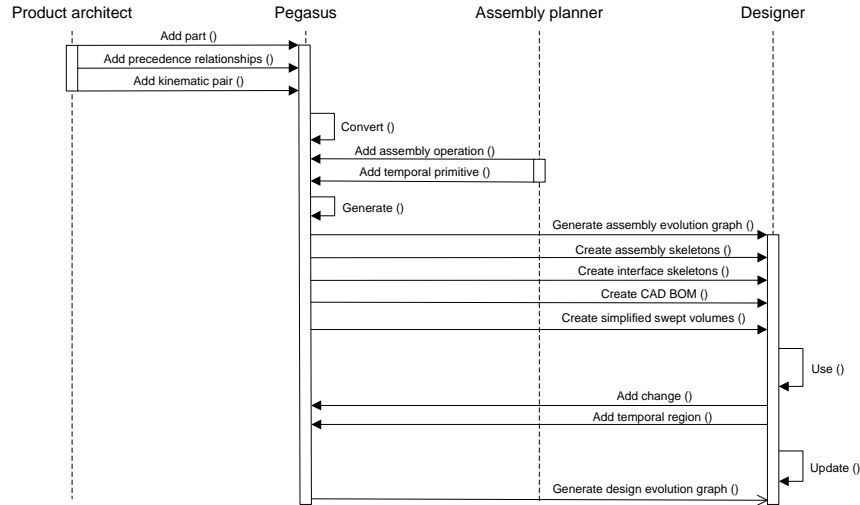 Product architect
Pegasus
Assembly planner
Designer
Add part ()
Add precedence relationships ()
Add kinematic pair ()
Convert ()
Add assembly operation ()
Add temporal primitive ()
Generate ()
Generate assembly evolution graph ()
Create assembly skeletons ()
Create interface skeletons ()
Create CAD BOM ()
Create simplified swept volumes ()
Use ()
Add change ()
Add temporal region ()
Update ()
Generate design evolution graph ()